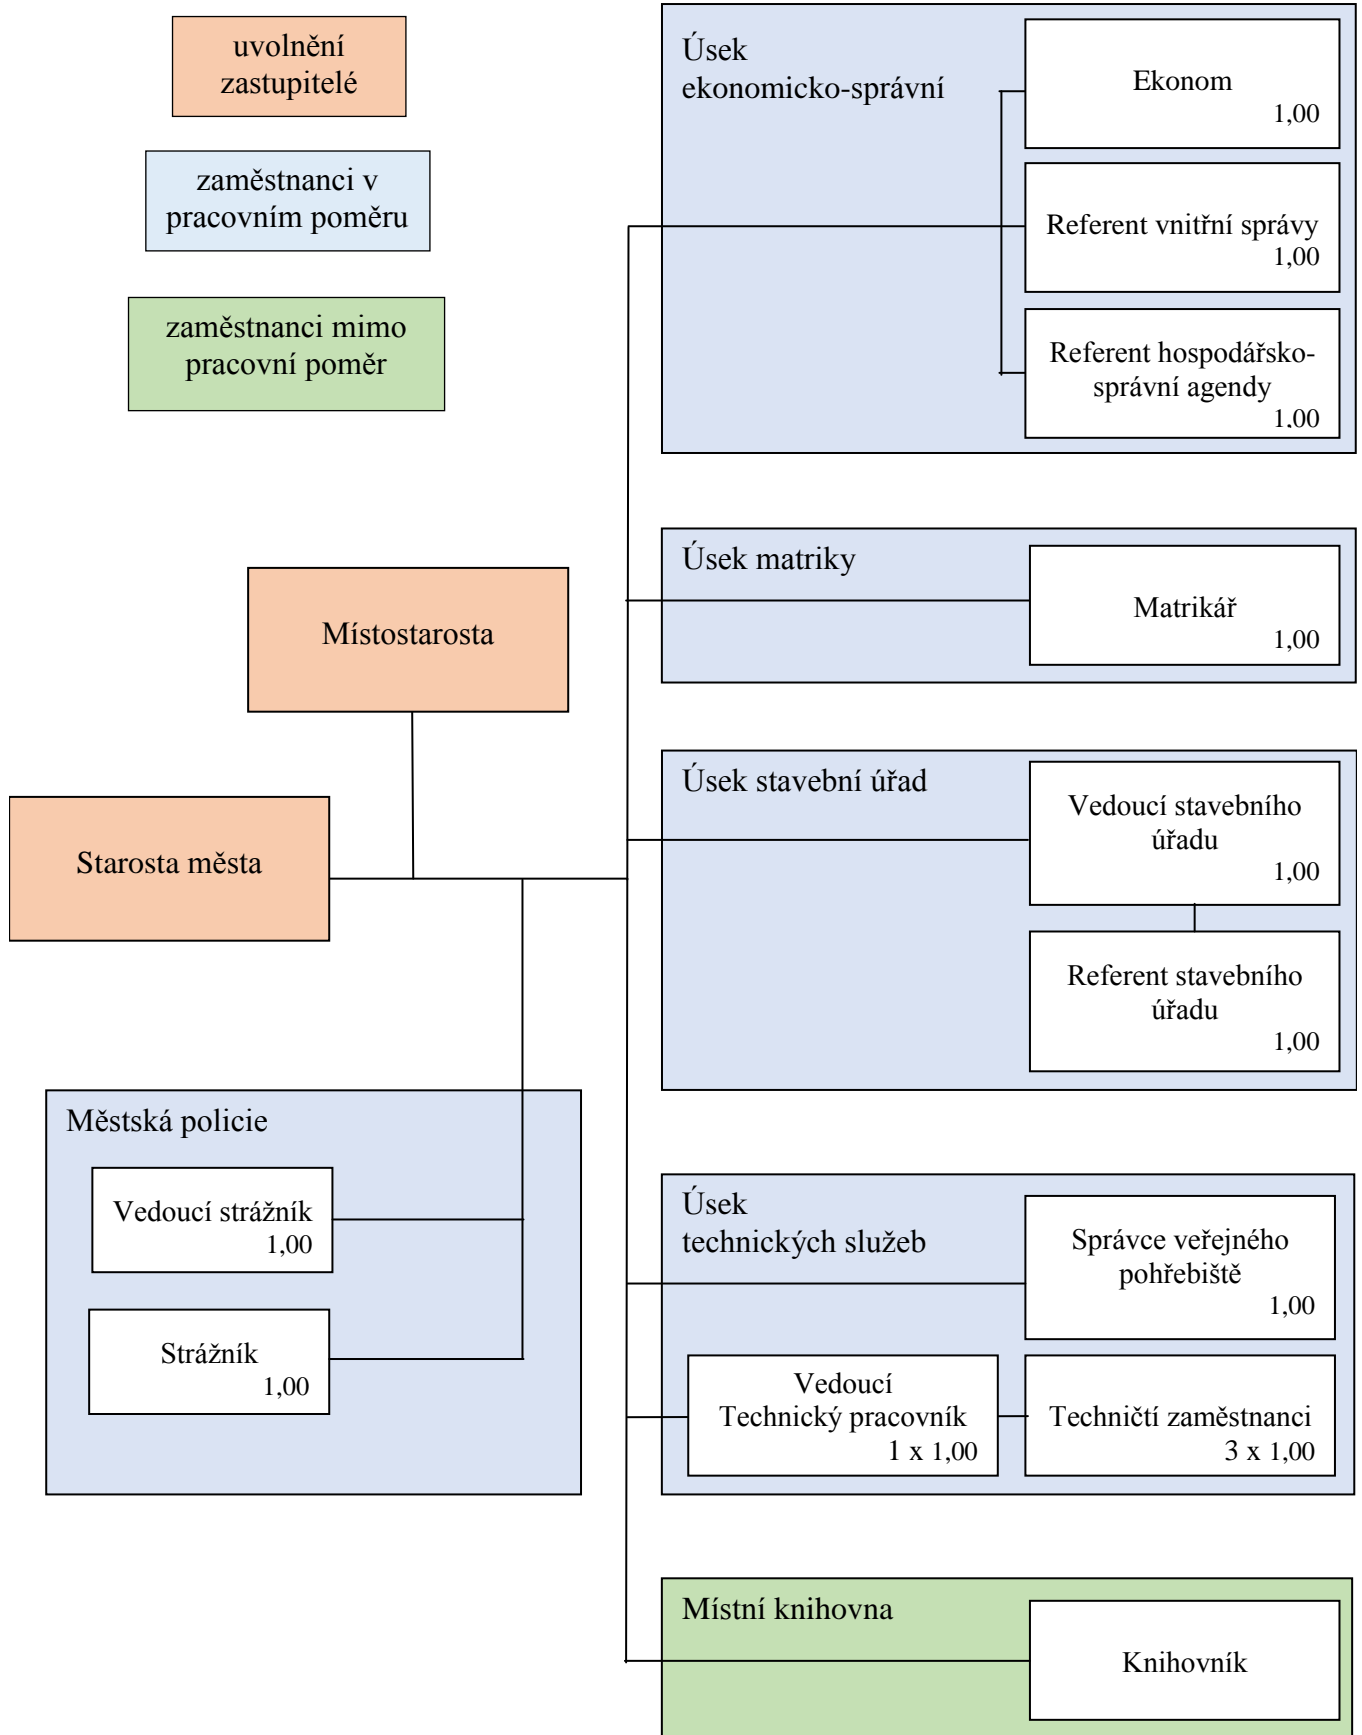 uvolnění
zastupitelé
zaměstnanci v
pracovním poměru
zaměstnanci mimo
pracovní poměr
Úsek
ekonomicko-správní
Ekonom
1,00
Referent vnitřní správy
1,00
Referent hospodářsko-
správní agendy
1,00
Úsek matriky
Matrikář
1,00
Místostarosta
Starosta města
Úsek stavební úřad
Vedoucí stavebního
úřadu
1,00
Referent stavebního
úřadu
1,00
Městská policie
Vedoucí strážník
1,00
Strážník
1,00
Úsek
technických služeb
Správce veřejného
pohřebiště
1,00
Vedoucí
Technický pracovník
1 x 1,00
Techničtí zaměstnanci
3 x 1,00
Místní knihovna
Knihovník